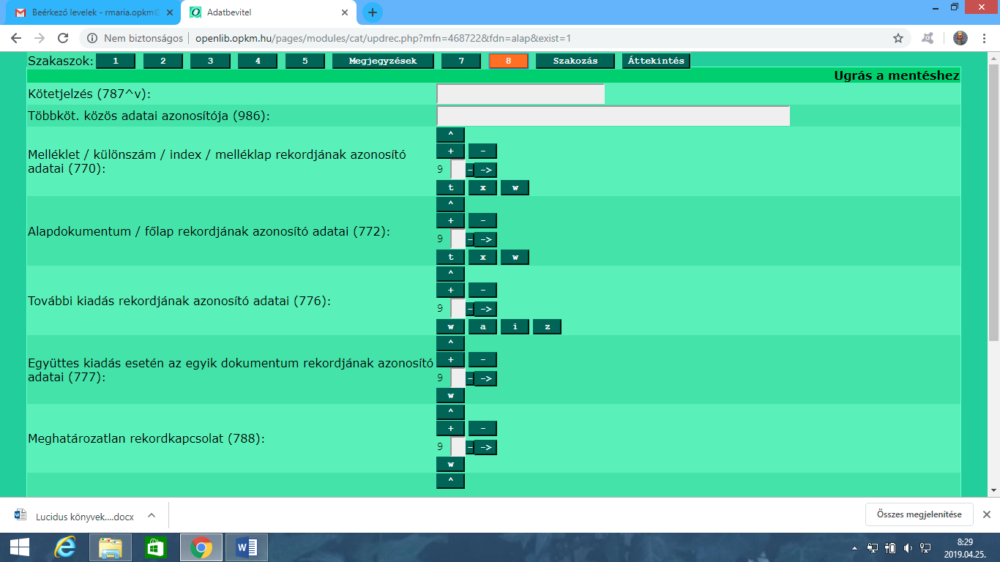 Beérkező levelek - rmaria.opkm
Adatbevitel
Nem biztonságos | openlib.opkm.hu/pages/modules/cat/updrec.php?mfn=468722&fdn=alap&exist=1
Szakaszok: 1 2 3 4 5 Megjegyzések 7 8 Szakozás Áttekintés
Ugrás a mentéshez
Kötetjelzés (787^v):
Többköt. közös adatai azonosítója (986):
^
+ -
Melléklet / különszám / index / melléklap rekordjának azonosító
adatai (770):
9 - ->
t x w
^
+ -
Alapdokumentum / főlap rekordjának azonosító adatai (772):
9 - ->
t x w
^
+ -
További kiadás rekordjának azonosító adatai (776):
9 - ->
w a i z
^
+ -
Együttes kiadás esetén az egyik dokumentum rekordjának azonosító
adatai (777):
9 - ->
w
^
+ -
Meghatározatlan rekordkapcsolat (788):
9 - ->
w
^
Lucidus könyvek....docx
Összes megjelenítése
8:29
2019.04.25.